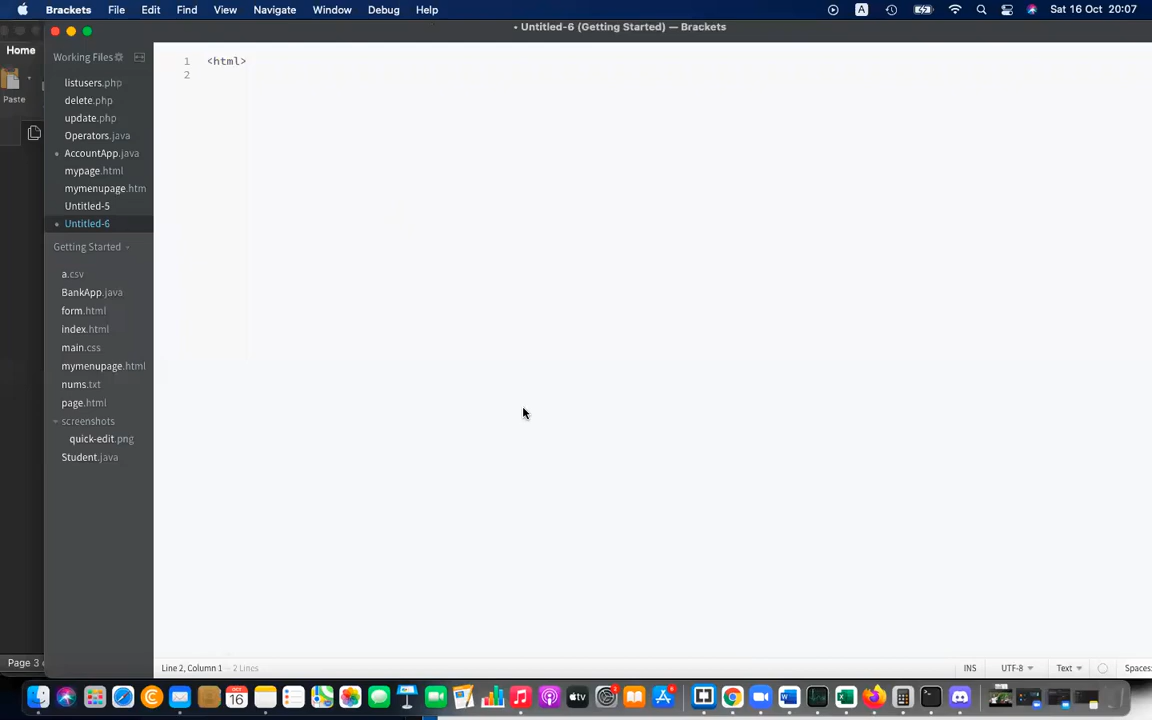 Brackets File Edit Find View Navigate Window Debug Help A Sat 16 Oct 20:07
• Untitled-6 (Getting Started) — Brackets
Home
Paste
Page 3
Working Files
listusers.php
delete.php
update.php
Operators.java
AccountApp.java
mypage.html
mymenupage.htm
Untitled-5
Untitled-6
Getting Started
a.csv
BankApp.java
form.html
index.html
main.css
mymenupage.html
nums.txt
page.html
screenshots
quick-edit.png
Student.java
1 <html>
2
Line 2, Column 1 — 2 Lines INS UTF-8 Text Spaces:
OCT
16
tv